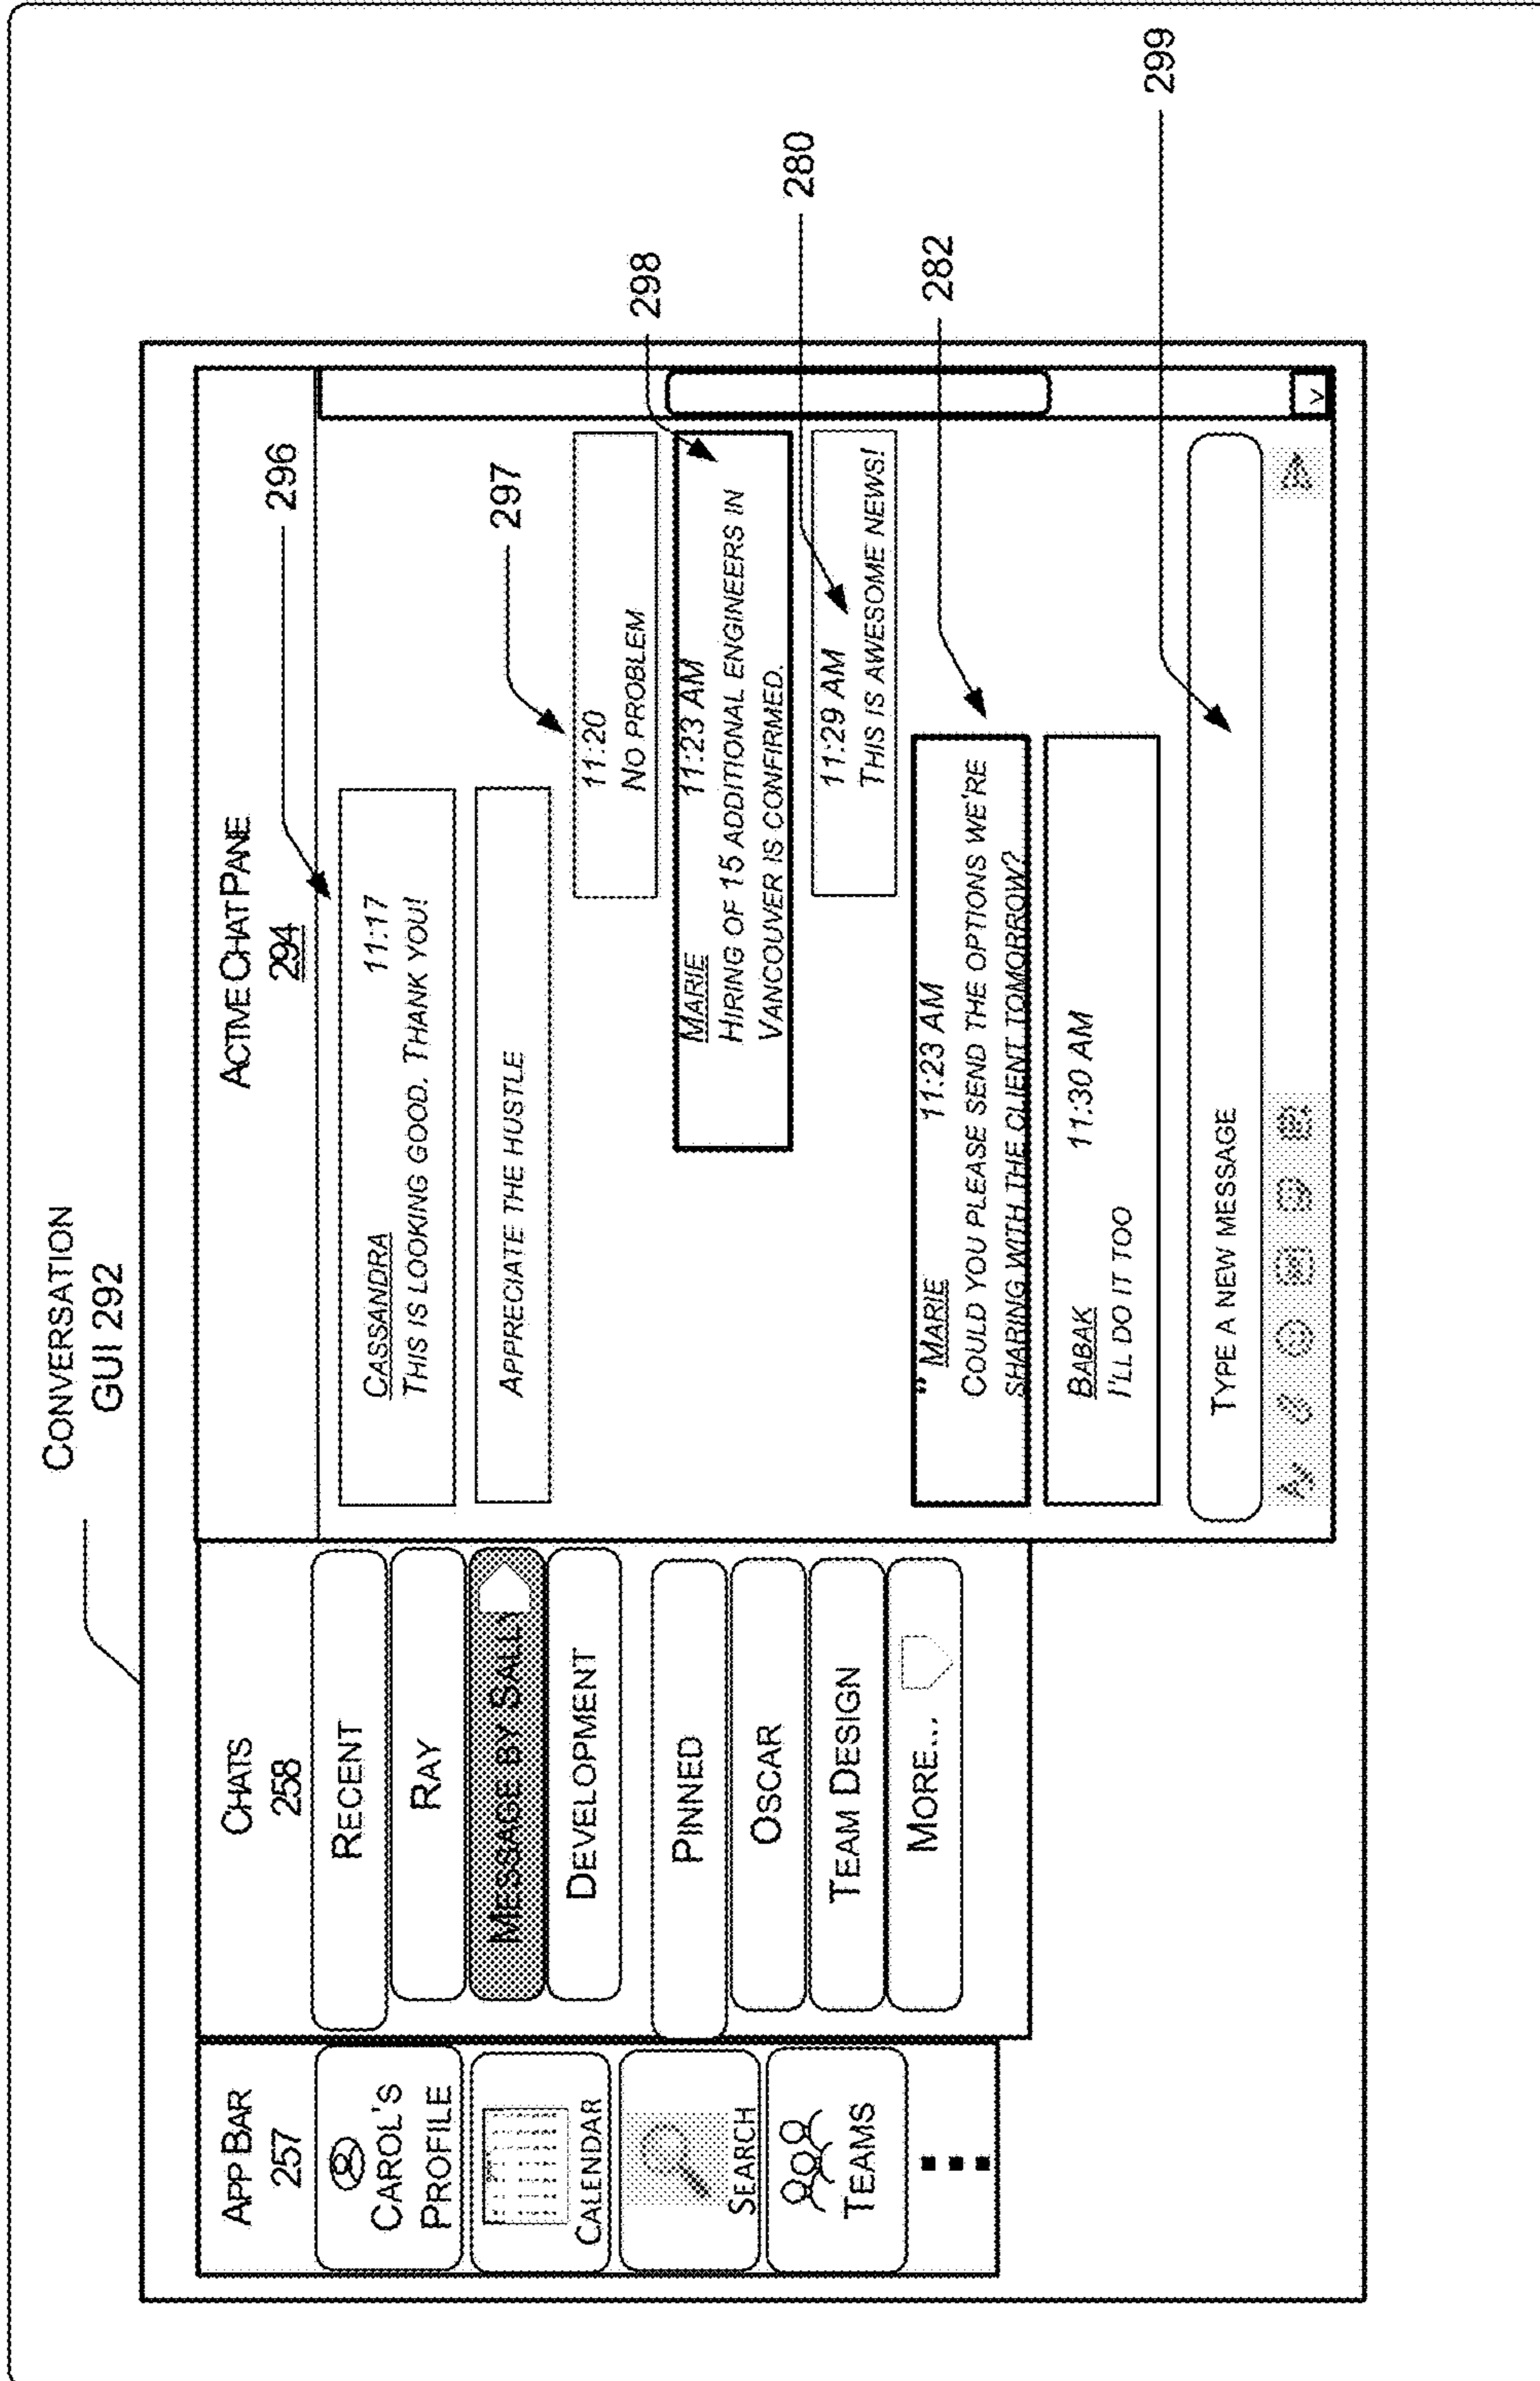 CONVERSATION
GUI 292
APP BAR
257
CAROL'S
PROFILE
CALENDAR
SEARCH
TEAMS
CHATS
258
RECENT
RAY
MESSAGE BY SALLY
DEVELOPMENT
PINNED
OSCAR
TEAM DESIGN
MORE...
ACTIVE CHAT PANE
294
296
CASSANDRA 11:17
THIS IS LOOKING GOOD. THANK YOU!
APPRECIATE THE HUSTLE
297
11:20
NO PROBLEM
298
MARIE 11:23 AM
HIRING OF 15 ADDITIONAL ENGINEERS IN
VANCOUVER IS CONFIRMED.
280
11:29 AM
THIS IS AWESOME NEWS!
282
" MARIE 11:23 AM
COULD YOU PLEASE SEND THE OPTIONS WE'RE
SHARING WITH THE CLIENT TOMORROW?
BABAK 11:30 AM
I'LL DO IT TOO
299
TYPE A NEW MESSAGE